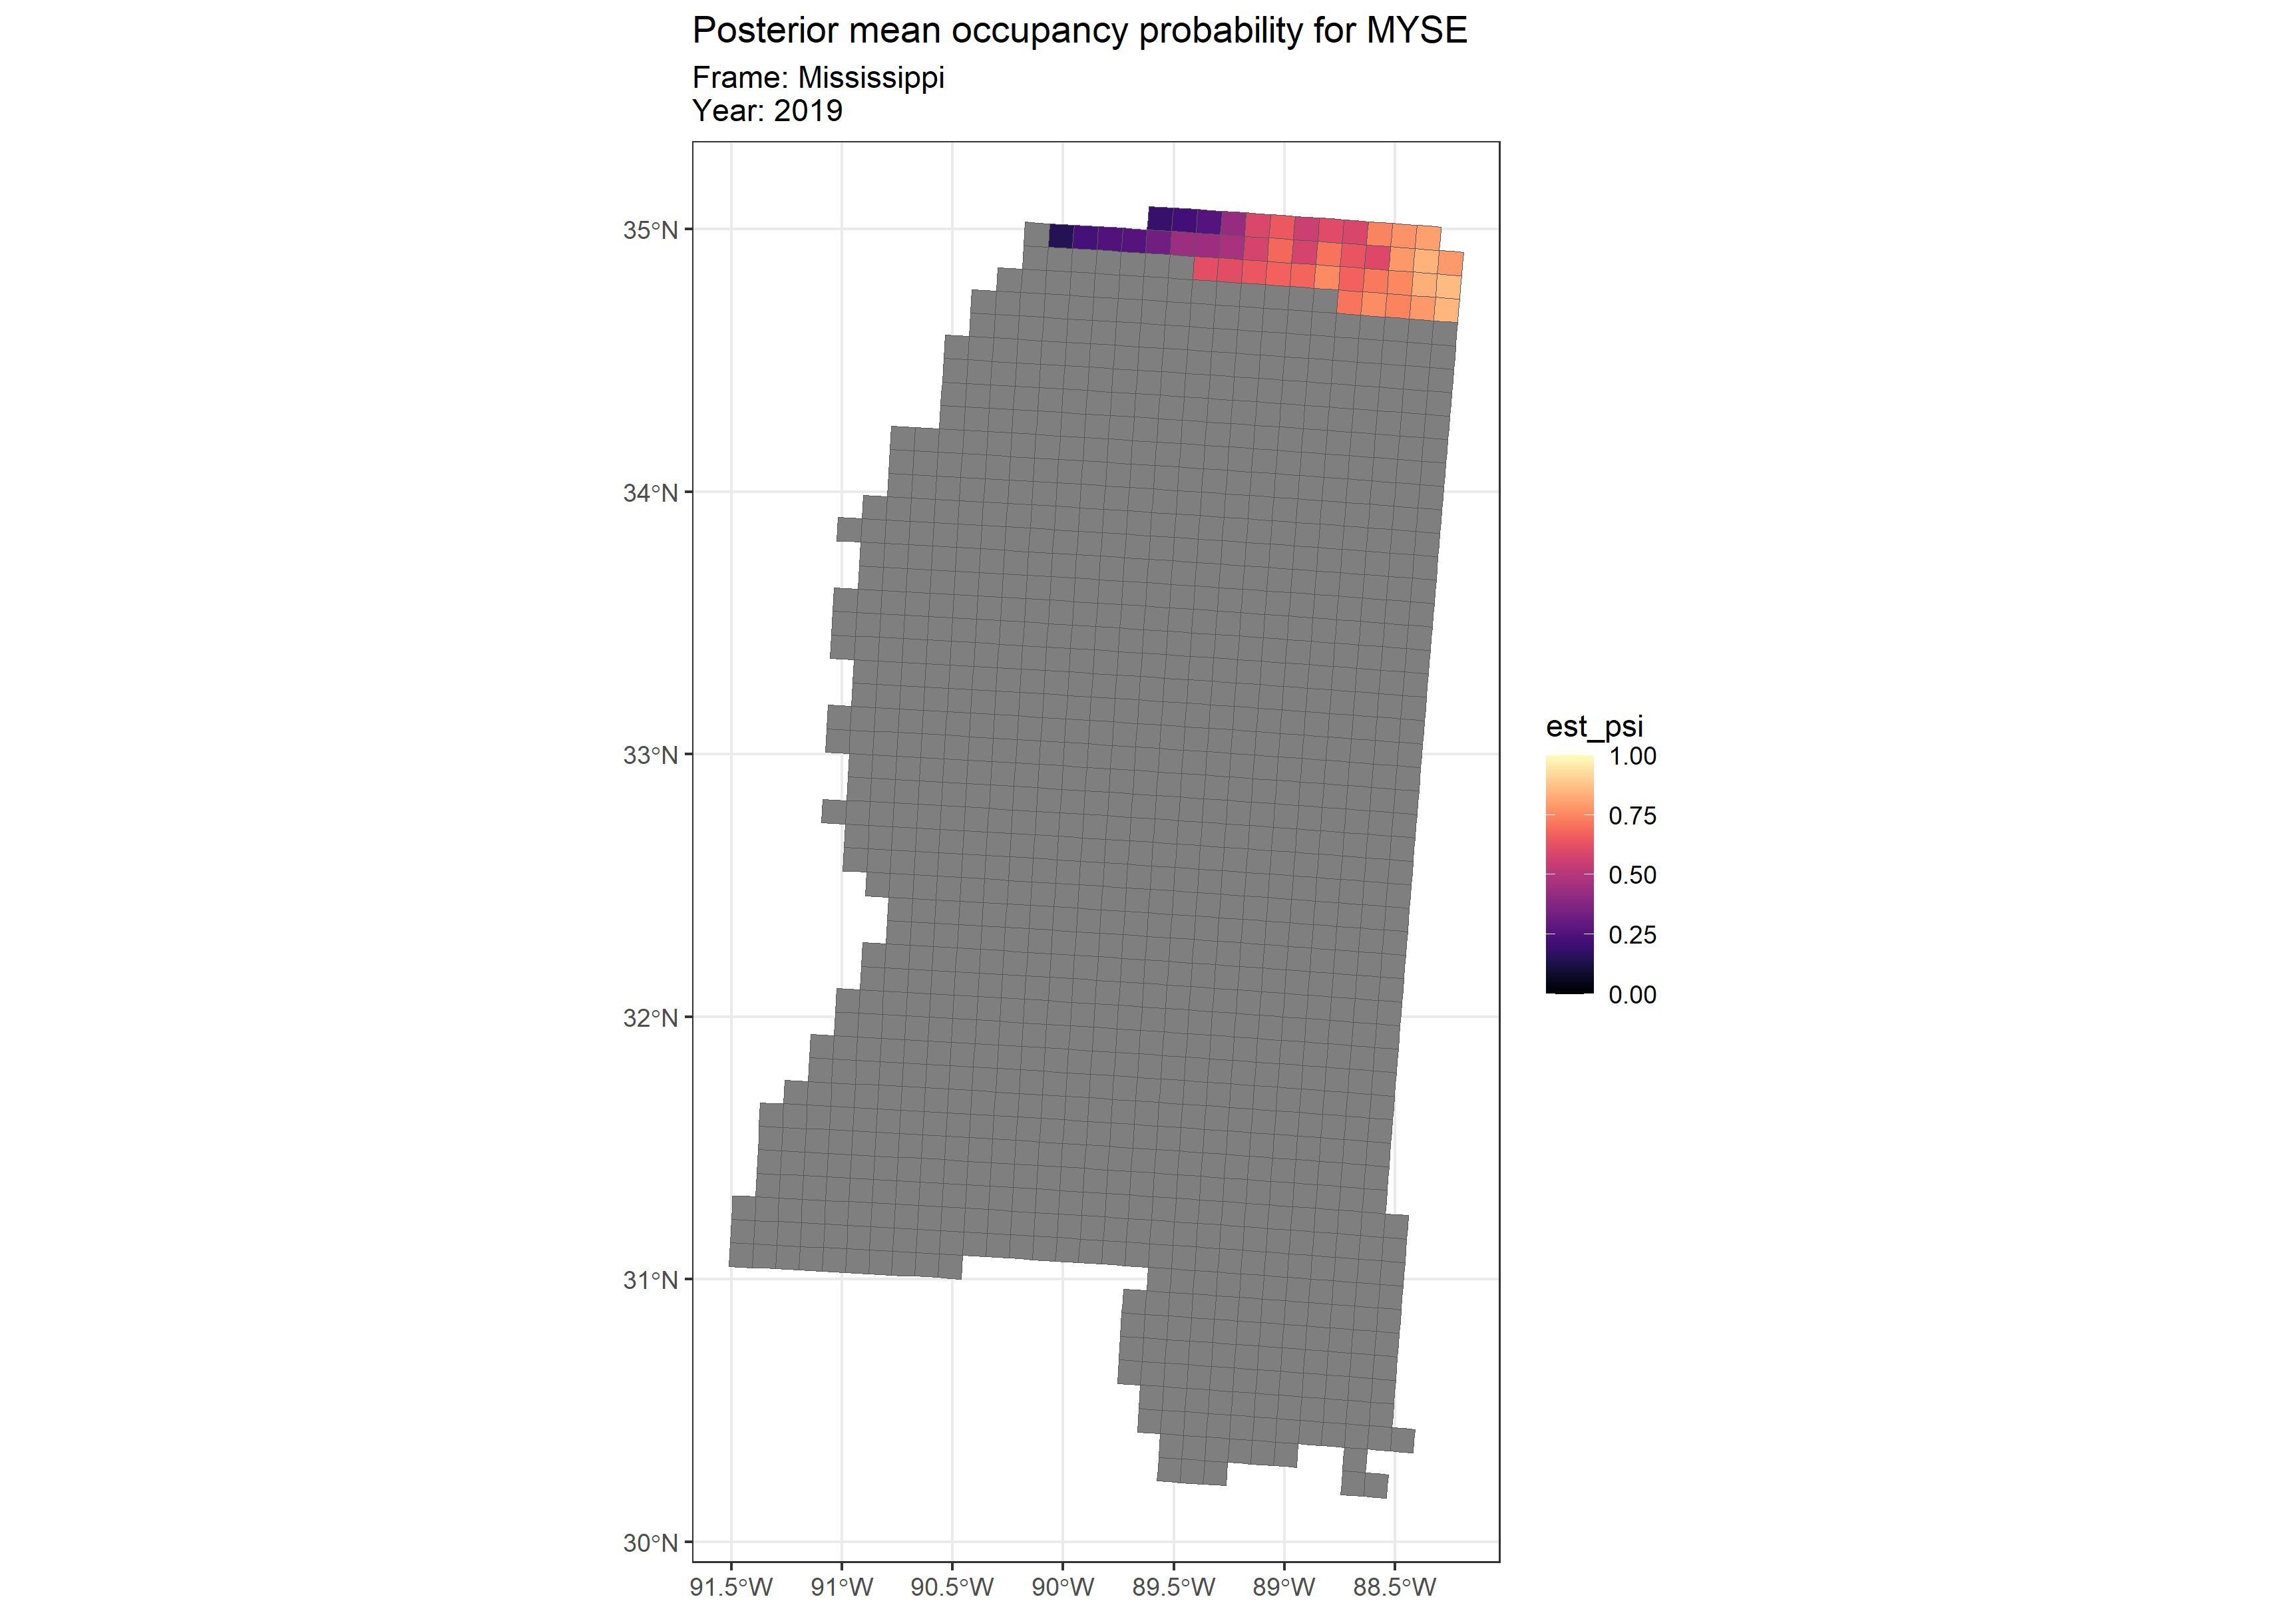 Posterior mean occupancy probability for MYSE
Frame: Mississippi
Year: 2019
35°N
34°N
33°N
32°N
31°N
30°N
91.5°W 91°W 90.5°W 90°W 89.5°W 89°W 88.5°W
est_psi
1.00
0.75
0.50
0.25
0.00